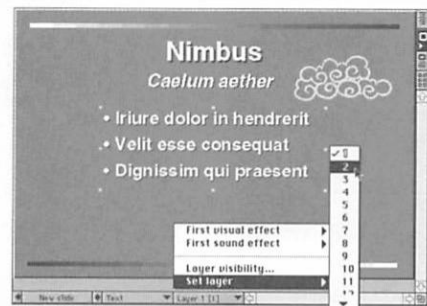 Nimbus
Caelum aether
• Iriure dolor in hendrerit
• Velit esse consequat
• Dignissim qui praesent
First visual effect
First sound effect
Layer visibility...
Set layer
✓ 1
2
3
4
5
6
7
8
9
10
11
12
New slide
Text
Layer 1 [1]